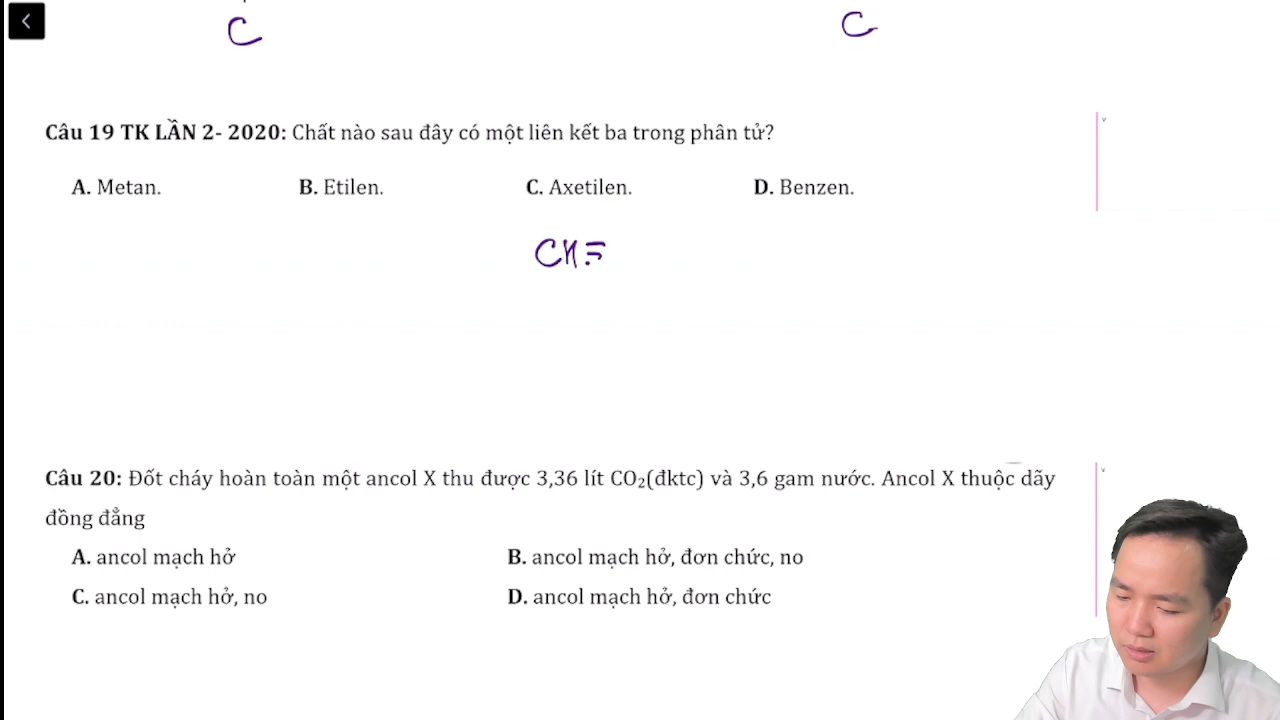 C C
Câu 19 TK LẦN 2- 2020: Chất nào sau đây có một liên kết ba trong phân tử?
A. Metan. B. Etilen. C. Axetilen. D. Benzen.
CH≡
Câu 20: Đốt cháy hoàn toàn một ancol X thu được 3,36 lít CO₂(đktc) và 3,6 gam nước. Ancol X thuộc dãy
đồng đẳng
A. ancol mạch hở B. ancol mạch hở, đơn chức, no
C. ancol mạch hở, no D. ancol mạch hở, đơn chức